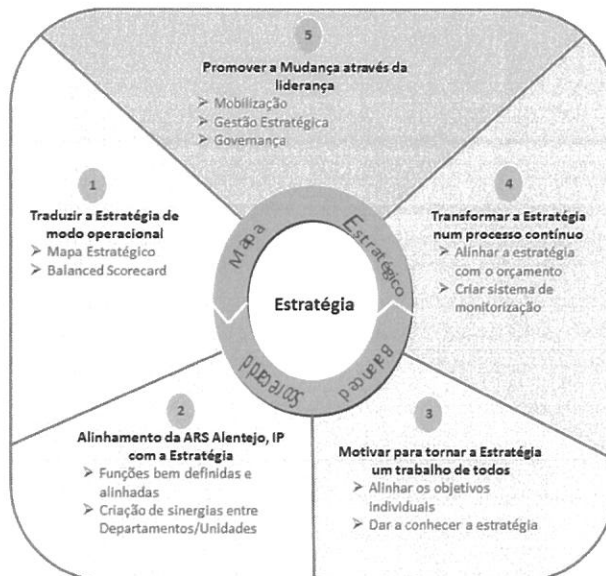 5
Promover a Mudança através da
liderança
➢ Mobilização
➢ Gestão Estratégica
➢ Governança
1
Traduzir a Estratégia de
modo operacional
➢ Mapa Estratégico
➢ Balanced Scorecard
4
Transformar a Estratégia
num processo contínuo
➢ Alinhar a estratégia
com o orçamento
➢ Criar sistema de
monitorização
Mapa Estratégico
Estratégia
Balanced Scorecard
2
Alinhamento da ARS Alentejo, IP
com a Estratégia
➢ Funções bem definidas e
alinhadas
➢ Criação de sinergias entre
Departamentos/Unidades
3
Motivar para tornar a Estratégia
um trabalho de todos
➢ Alinhar os objetivos
individuais
➢ Dar a conhecer a estratégia